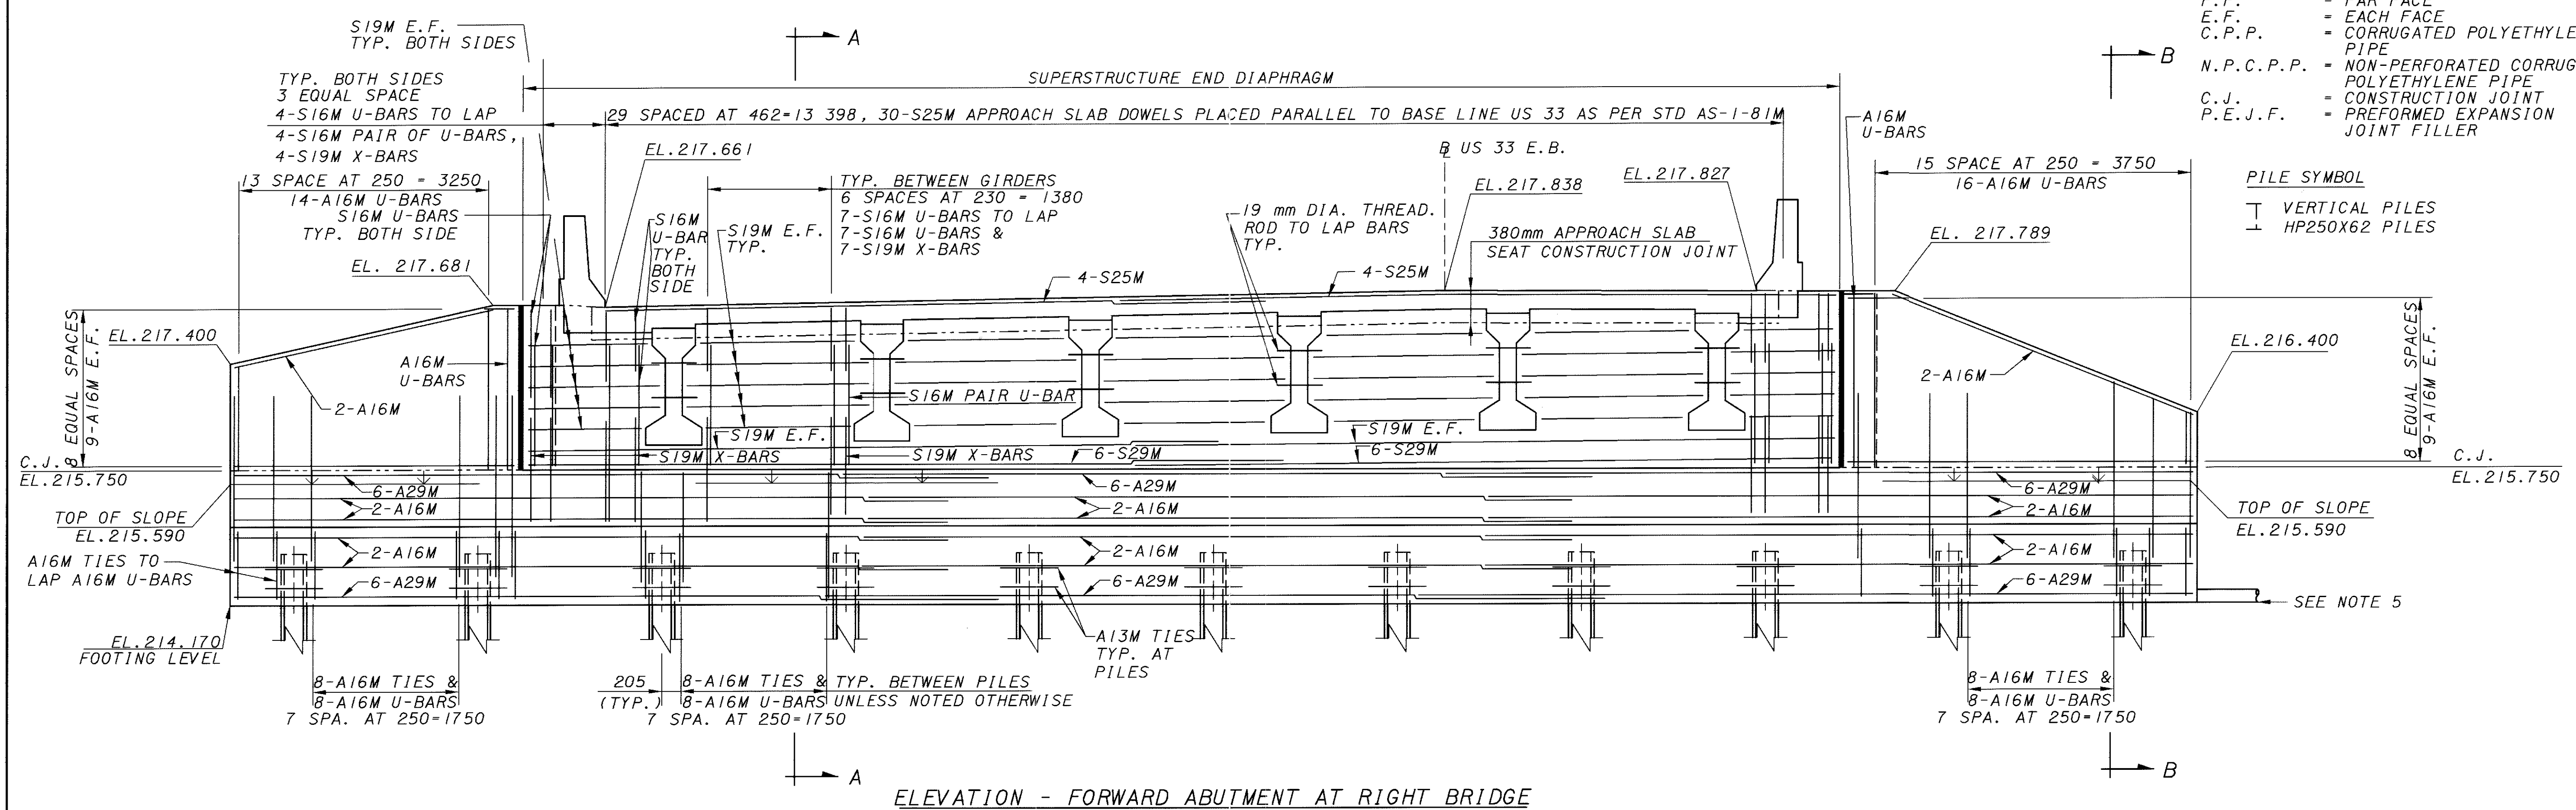 S19M E.F.
TYP. BOTH SIDES
TYP. BOTH SIDES
3 EQUAL SPACE
4-S16M U-BARS TO LAP
4-S16M PAIR OF U-BARS,
4-S19M X-BARS
13 SPACE AT 250 = 3250
14-A16M U-BARS
S16M U-BARS
TYP. BOTH SIDE
EL. 217.681
EL.217.400
A16M
U-BARS
2-A16M
8 EQUAL SPACES
9-A16M E.F.
C.J.
EL.215.750
TOP OF SLOPE
EL.215.590
A16M TIES TO
LAP A16M U-BARS
EL.214.170
FOOTING LEVEL
A
SUPERSTRUCTURE END DIAPHRAGM
29 SPACED AT 462=13 398, 30-S25M APPROACH SLAB DOWELS PLACED PARALLEL TO BASE LINE US 33 AS PER STD AS-1-81M
EL.217.661
TYP. BETWEEN GIRDERS
6 SPACES AT 230 = 1380
7-S16M U-BARS TO LAP
7-S16M U-BARS &
7-S19M X-BARS
S16M
U-BAR
TYP.
BOTH
SIDE
S19M E.F.
TYP.
19 mm DIA. THREAD.
ROD TO LAP BARS
TYP.
US 33 E.B.
EL.217.838
EL.217.827
380mm APPROACH SLAB
SEAT CONSTRUCTION JOINT
4-S25M
4-S25M
S16M PAIR U-BAR
S19M E.F.
S19M E.F.
S19M X-BARS
S19M X-BARS
6-S29M
6-S29M
6-A29M
6-A29M
6-A29M
2-A16M
2-A16M
2-A16M
2-A16M
2-A16M
2-A16M
6-A29M
6-A29M
6-A29M
A13M TIES
TYP. AT
PILES
8-A16M TIES &
8-A16M U-BARS
7 SPA. AT 250=1750
205
(TYP.)
8-A16M TIES &
8-A16M U-BARS
7 SPA. AT 250=1750
TYP. BETWEEN PILES
UNLESS NOTED OTHERWISE
8-A16M TIES &
8-A16M U-BARS
7 SPA. AT 250=1750
A16M
U-BARS
15 SPACE AT 250 = 3750
16-A16M U-BARS
EL. 217.789
2-A16M
EL.216.400
8 EQUAL SPACES
9-A16M E.F.
C.J.
EL.215.750
TOP OF SLOPE
EL.215.590
SEE NOTE 5
B
F.F. = FAR FACE
E.F. = EACH FACE
C.P.P. = CORRUGATED POLYETHYLE
PIPE
N.P.C.P.P. = NON-PERFORATED CORRUG
POLYETHYLENE PIPE
C.J. = CONSTRUCTION JOINT
P.E.J.F. = PREFORMED EXPANSION
JOINT FILLER
PILE SYMBOL
VERTICAL PILES
HP250X62 PILES
A
B
ELEVATION - FORWARD ABUTMENT AT RIGHT BRIDGE